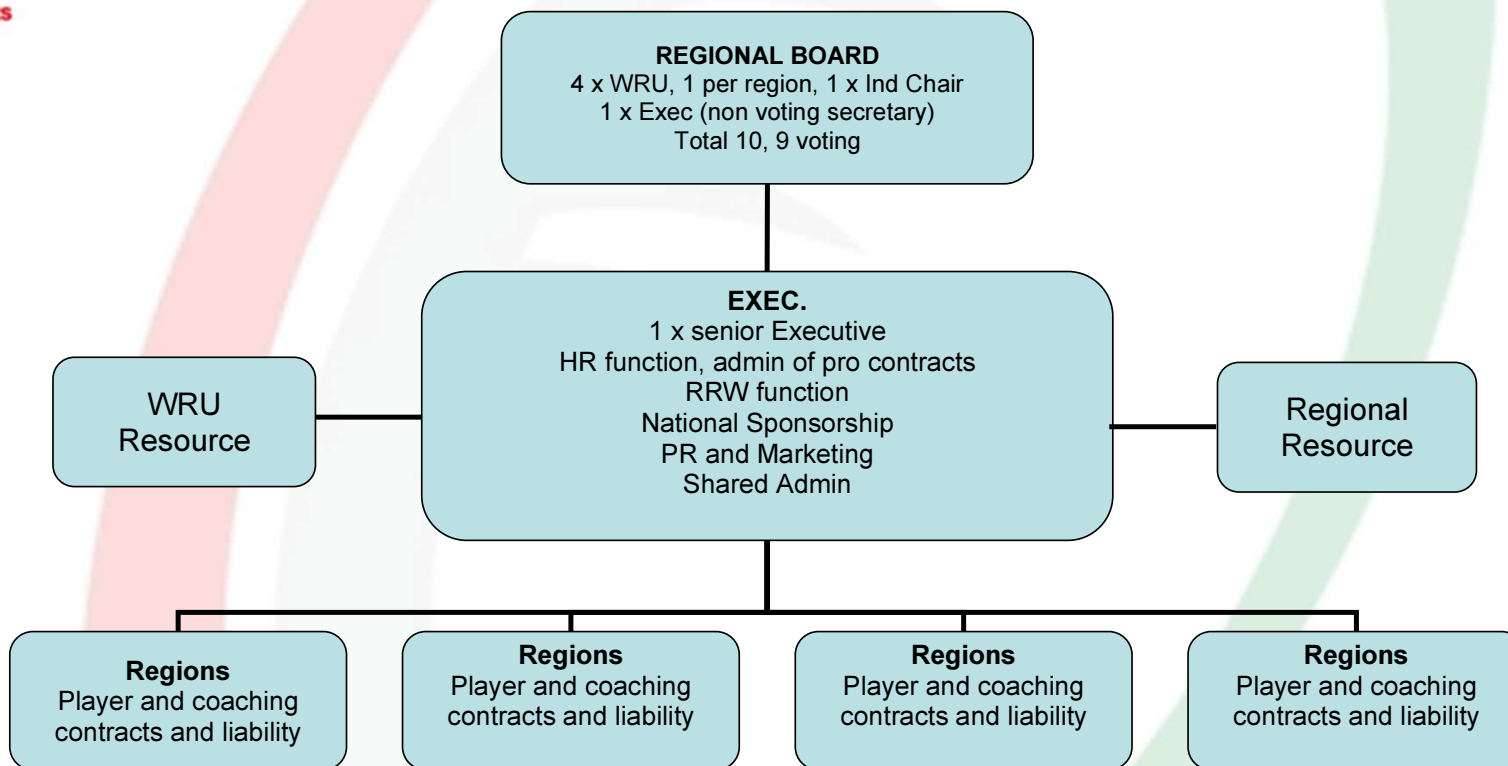 REGIONAL BOARD
4 x WRU, 1 per region, 1 x Ind Chair
1 x Exec (non voting secretary)
Total 10, 9 voting
EXEC.
1 x senior Executive
HR function, admin of pro contracts
RRW function
National Sponsorship
PR and Marketing
Shared Admin
WRU
Resource
Regional
Resource
Regions
Player and coaching
contracts and liability
Regions
Player and coaching
contracts and liability
Regions
Player and coaching
contracts and liability
Regions
Player and coaching
contracts and liability